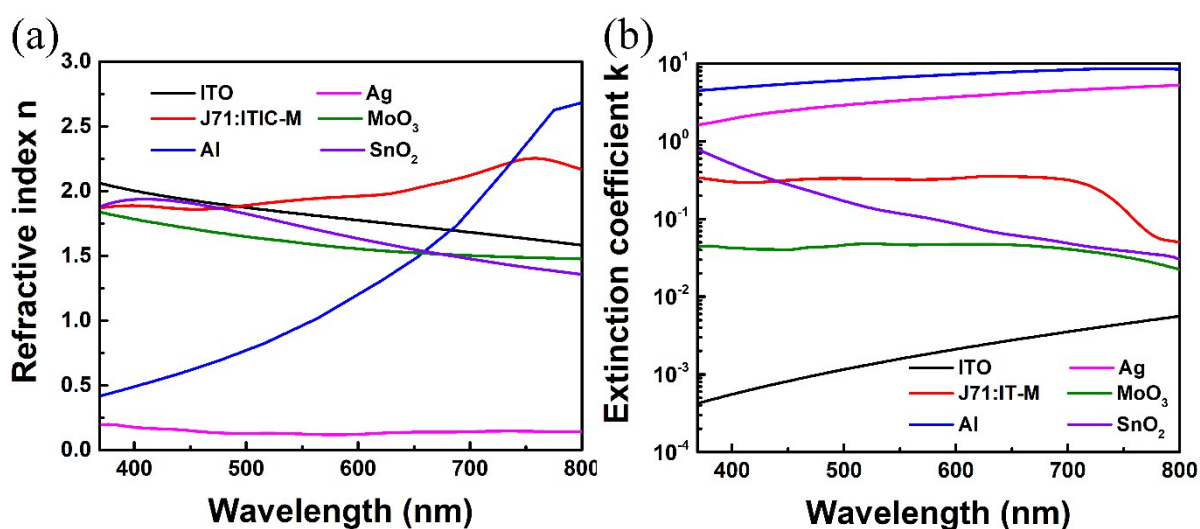 (a)
Refractive index n
3.0
2.5
2.0
1.5
1.0
0.5
0.0
ITO
J71:ITIC-M
Al
Ag
MoO₃
SnO₂
400 500 600 700 800
Wavelength (nm)
(b)
Extinction coefficient k
10¹
10⁰
10⁻¹
10⁻²
10⁻³
10⁻⁴
ITO
J71:IT-M
Al
Ag
MoO₃
SnO₂
400 500 600 700 800
Wavelength (nm)